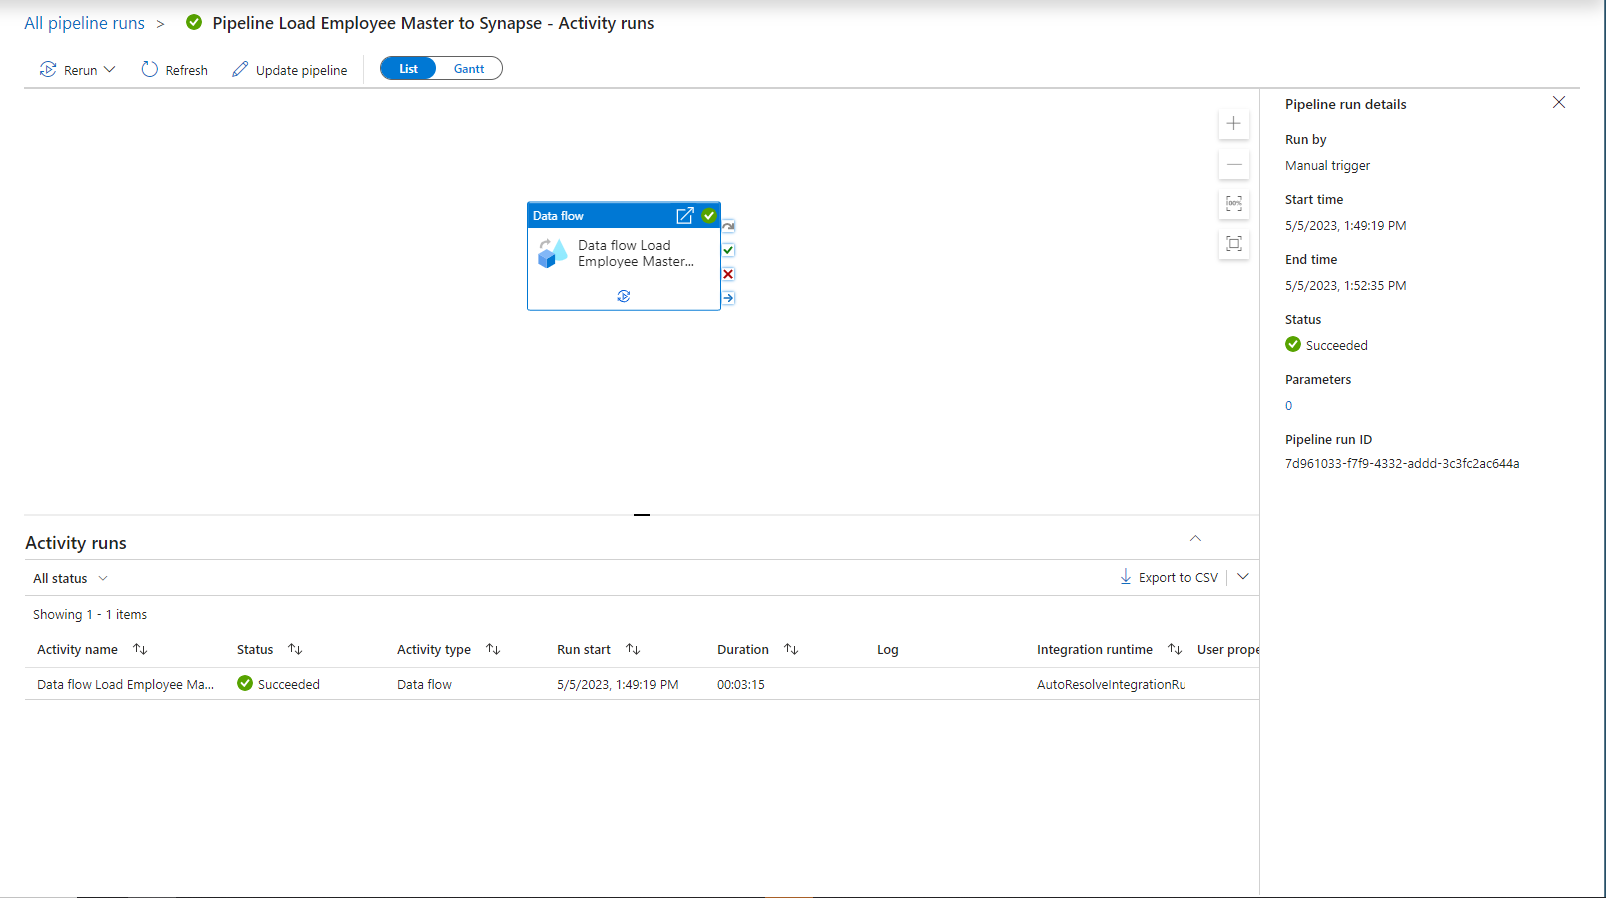 All pipeline runs > Pipeline Load Employee Master to Synapse - Activity runs
Rerun Refresh Update pipeline List Gantt
Data flow
Data flow Load
Employee Master...
100%
Pipeline run details
Run by
Manual trigger
Start time
5/5/2023, 1:49:19 PM
End time
5/5/2023, 1:52:35 PM
Status
Succeeded
Parameters
0
Pipeline run ID
7d961033-f7f9-4332-addd-3c3fc2ac644a
Activity runs
All status Export to CSV
Showing 1 - 1 items
Activity name Status Activity type Run start Duration Log Integration runtime User prope
Data flow Load Employee Ma... Succeeded Data flow 5/5/2023, 1:49:19 PM 00:03:15 AutoResolveIntegrationRu